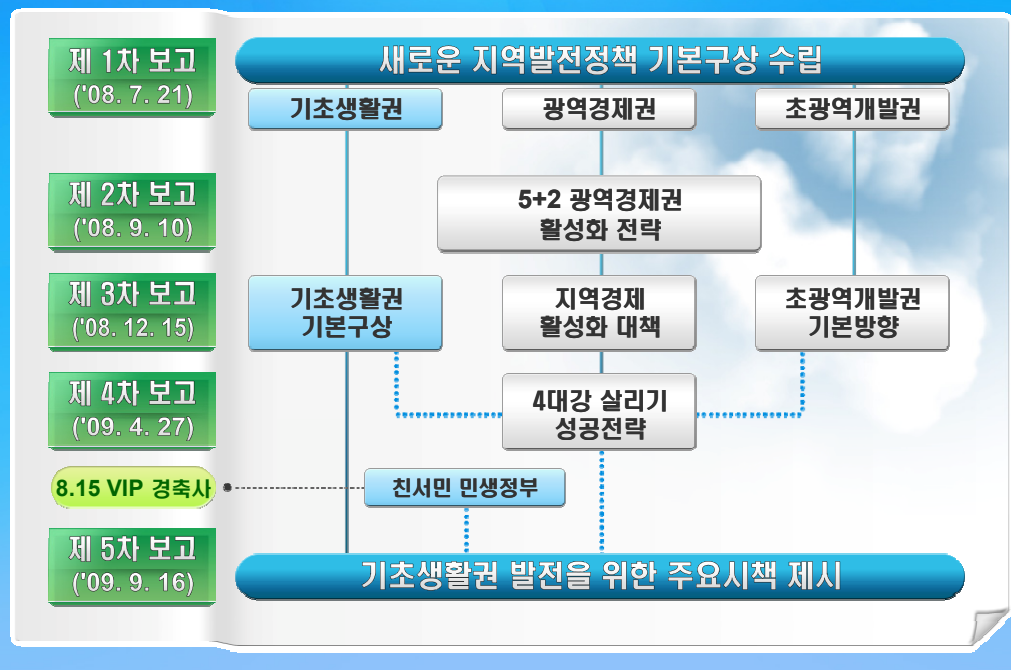 제 1차 보고
('08. 7. 21)
새로운 지역발전정책 기본구상 수립
기초생활권
광역경제권
초광역개발권
제 2차 보고
('08. 9. 10)
5+2 광역경제권
활성화 전략
제 3차 보고
('08. 12. 15)
기초생활권
기본구상
지역경제
활성화 대책
초광역개발권
기본방향
제 4차 보고
('09. 4. 27)
4대강 살리기
성공전략
8.15 VIP 경축사
친서민 민생정부
제 5차 보고
('09. 9. 16)
기초생활권 발전을 위한 주요시책 제시